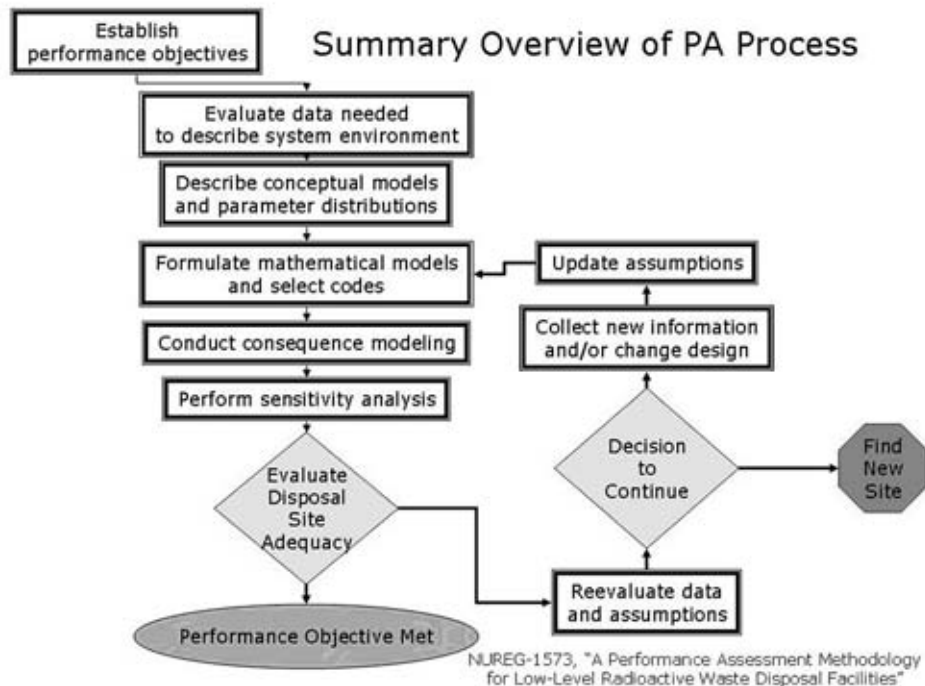 Summary Overview of PA Process
Establish
performance objectives
Evaluate data needed
to describe system environment
Describe conceptual models
and parameter distributions
Formulate mathematical models
and select codes
Conduct consequence modeling
Perform sensitivity analysis
Evaluate
Disposal
Site
Adequacy
Performance Objective Met
Update assumptions
Collect new information
and/or change design
Decision
to
Continue
Find
New
Site
Reevaluate data
and assumptions
NUREG-1573, "A Performance Assessment Methodology
for Low-Level Radioactive Waste Disposal Facilities"